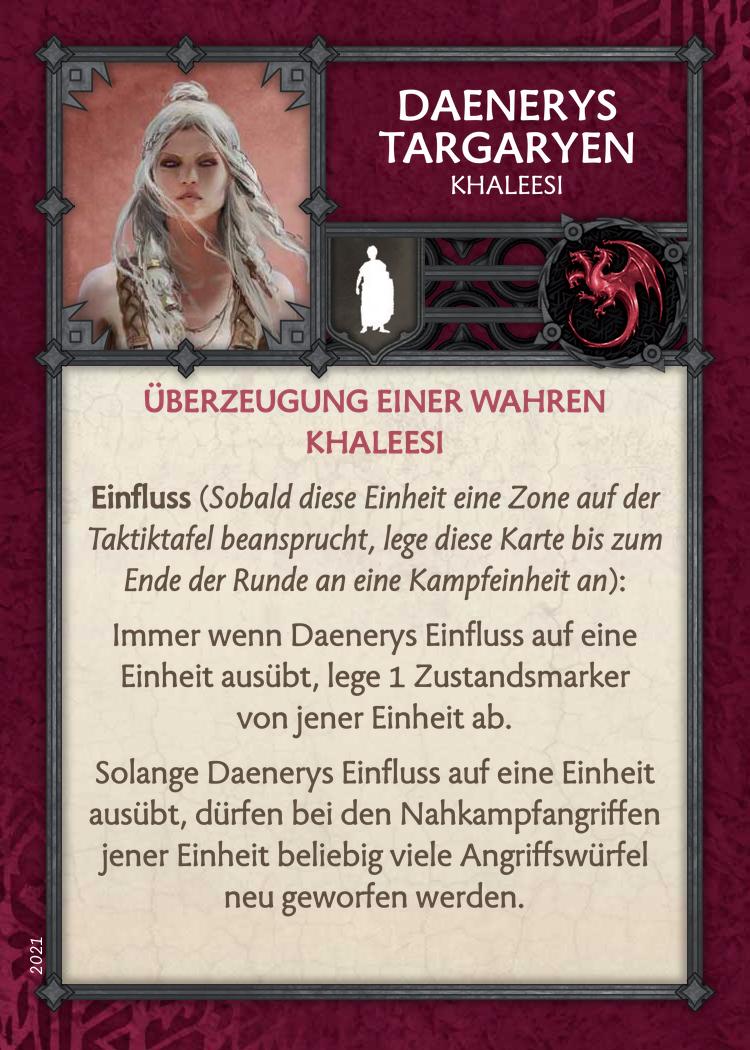 DAENERYS
TARGARYEN
KHALEESI
ÜBERZEUGUNG EINER WAHREN
KHALEESI
Einfluss (Sobald diese Einheit eine Zone auf der
Taktiktafel beansprucht, lege diese Karte bis zum
Ende der Runde an eine Kampfeinheit an):
Immer wenn Daenerys Einfluss auf eine
Einheit ausübt, lege 1 Zustandsmarker
von jener Einheit ab.
Solange Daenerys Einfluss auf eine Einheit
ausübt, dürfen bei den Nahkampfangriffen
jener Einheit beliebig viele Angriffswürfel
neu geworfen werden.
2021